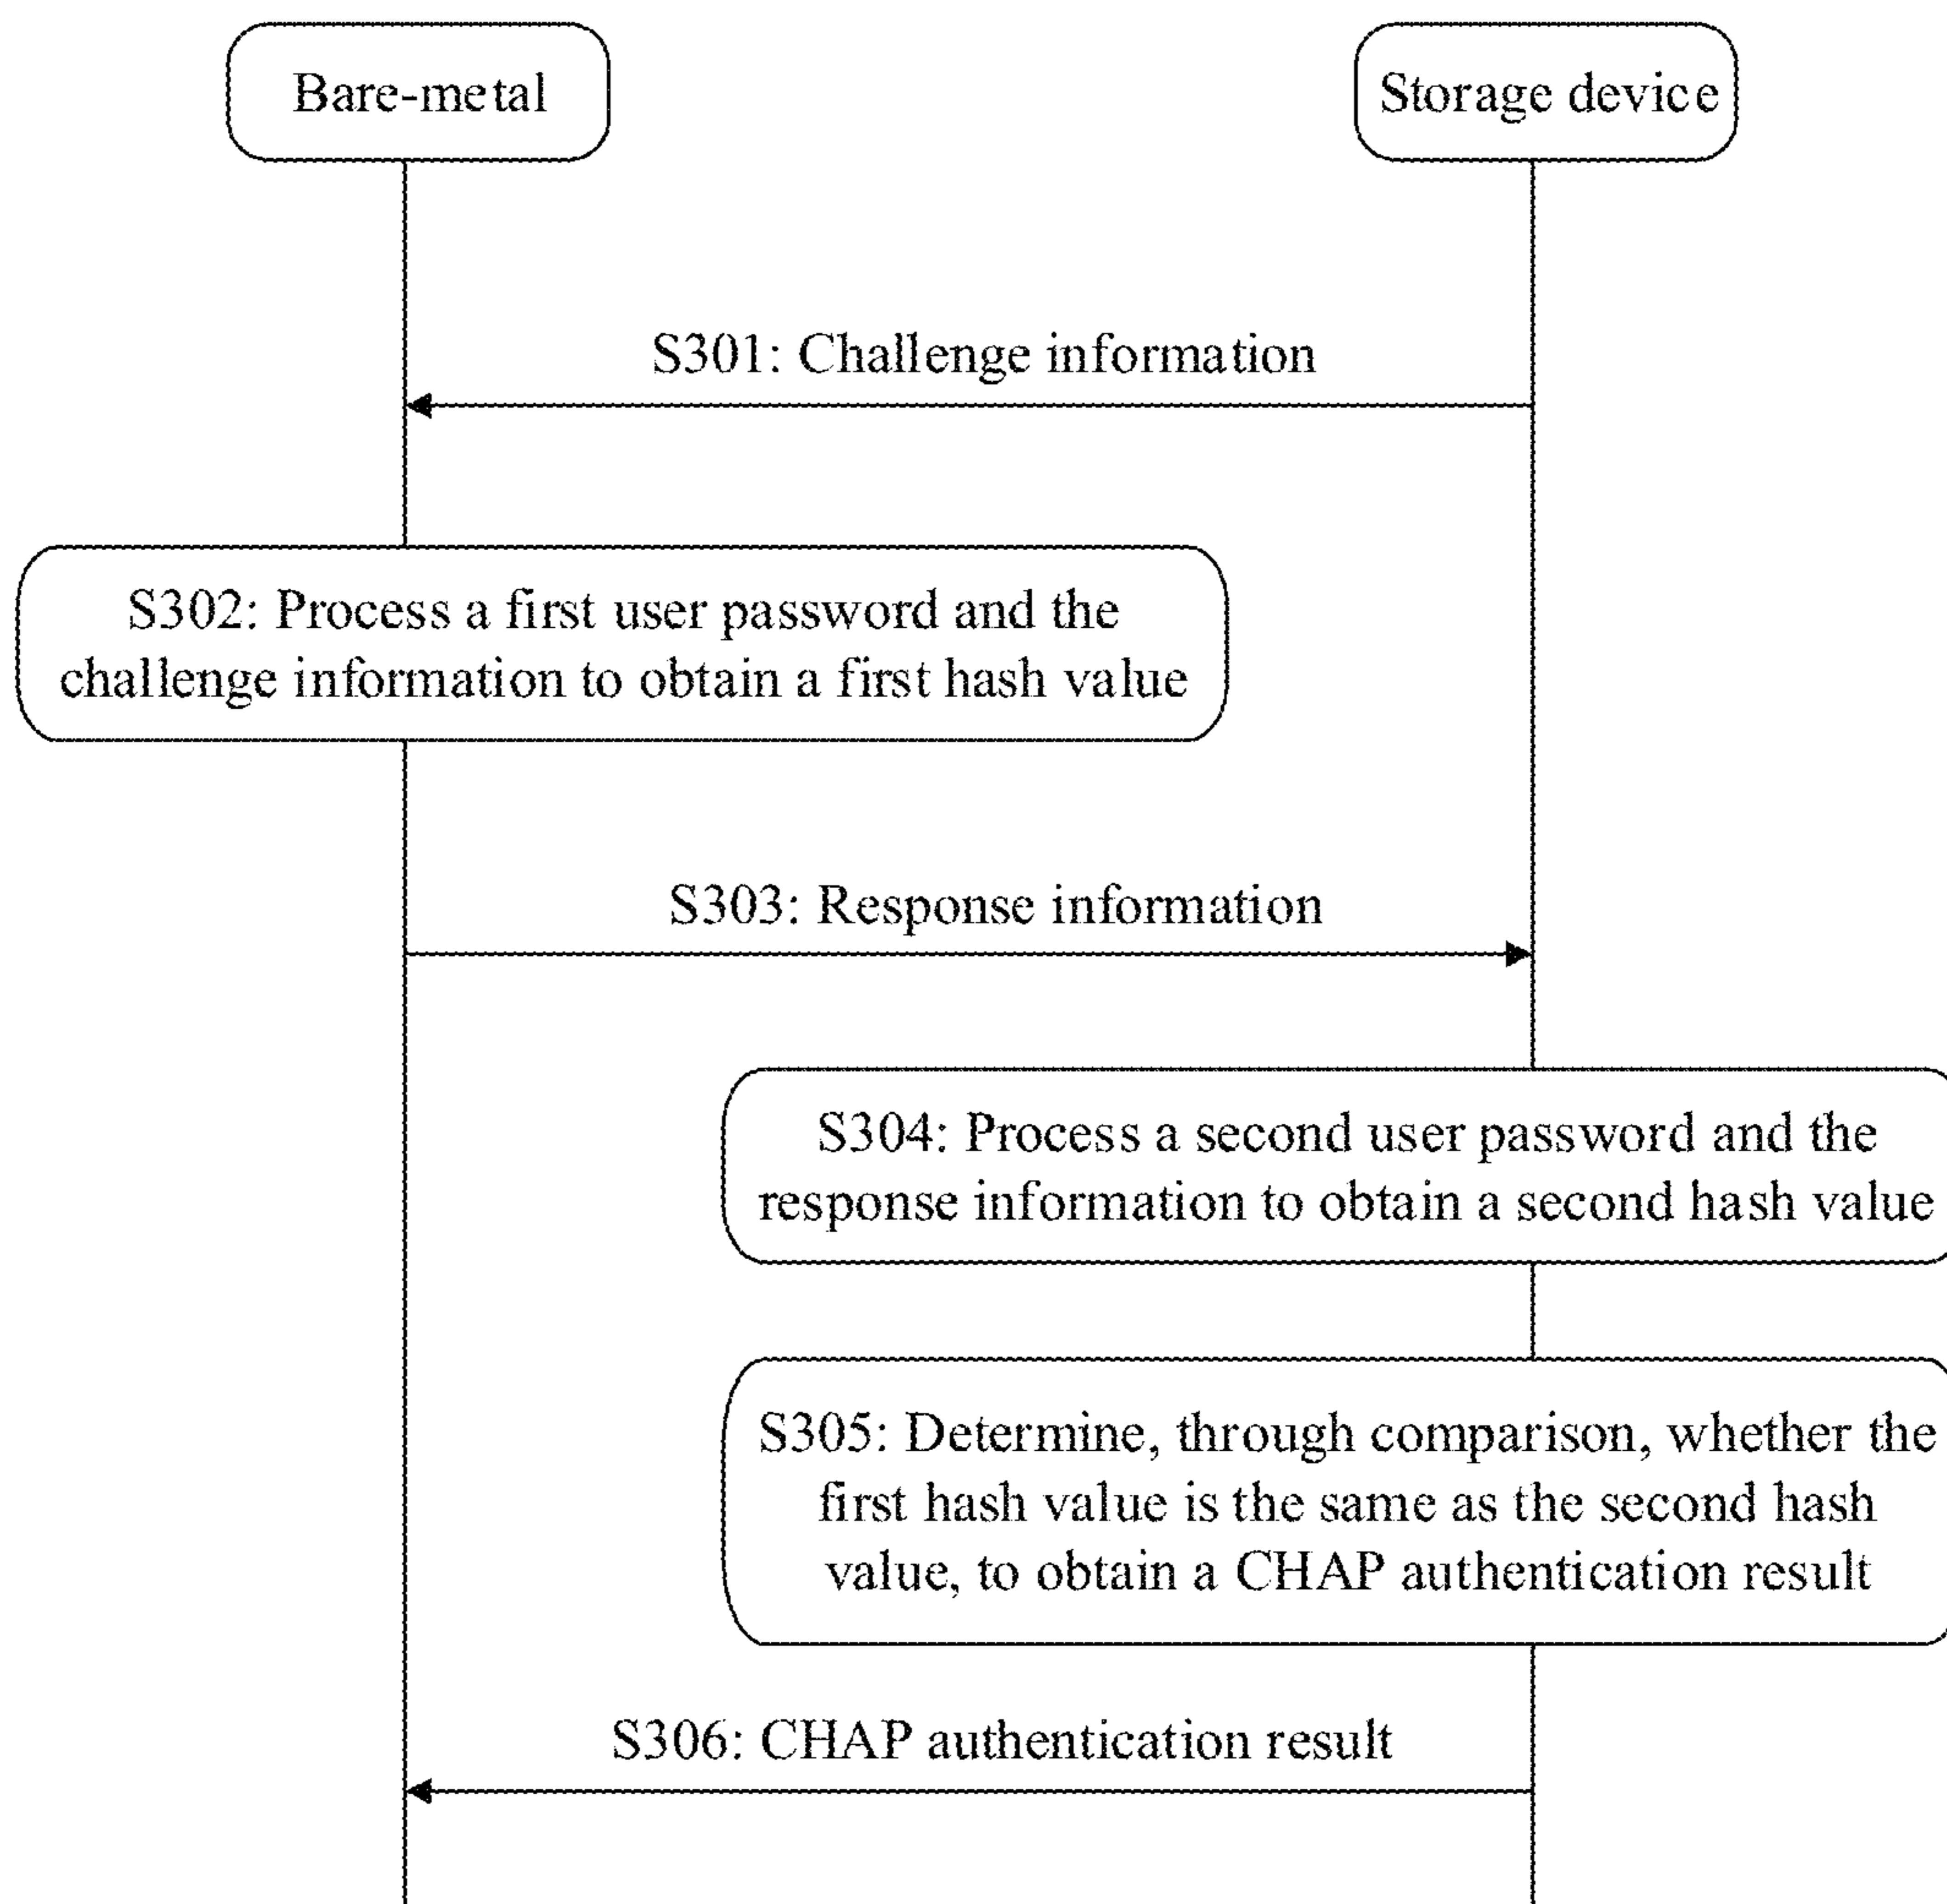 Bare-metal
Storage device
S301: Challenge information
S302: Process a first user password and the
challenge information to obtain a first hash value
S303: Response information
S304: Process a second user password and the
response information to obtain a second hash value
S305: Determine, through comparison, whether the
first hash value is the same as the second hash
value, to obtain a CHAP authentication result
S306: CHAP authentication result